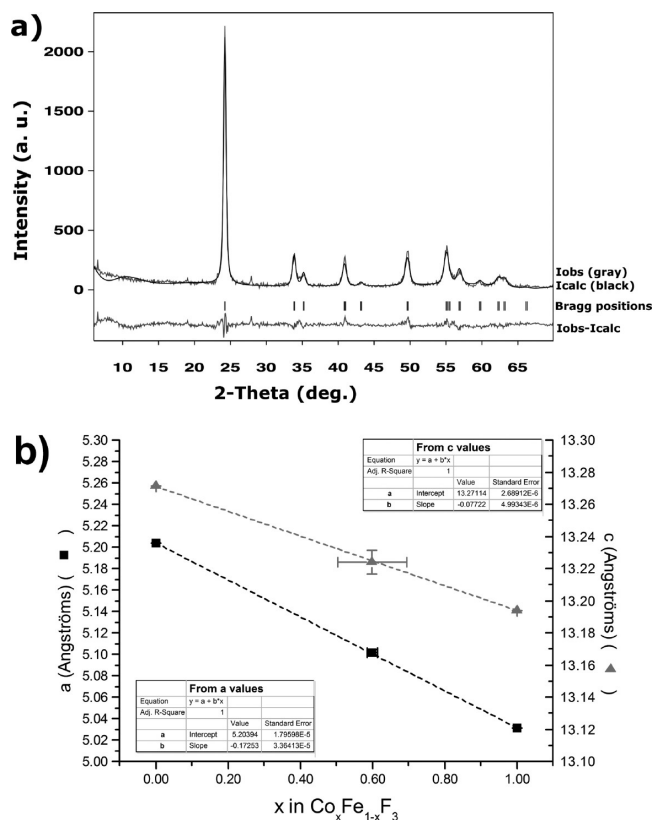 a)
2000
1500
1000
500
0
Intensity (a. u.)
Iobs (gray)
Icalc (black)
Bragg positions
Iobs-Icalc
10 15 20 25 30 35 40 45 50 55 60 65
2-Theta (deg.)
b)
5.30
5.28
5.26
5.24
5.22
5.20
5.18
5.16
5.14
5.12
5.10
5.08
5.06
5.04
5.02
5.00
a (Angströms) ( ■ )
From c values
Equation y = a + b*x
Adj. R-Square 1
Value Standard Error
a Intercept 13.27114 2.68912E-6
b Slope -0.07722 4.99343E-5
From a values
Equation y = a + b*x
Adj. R-Square 1
Value Standard Error
a Intercept 5.20394 1.79598E-5
b Slope -0.17253 3.36413E-5
13.30
13.28
13.26
13.24
13.22
13.20
13.18
13.16
13.14
13.12
13.10
c (Angströms) ( ▲ )
0.00 0.20 0.40 0.60 0.80 1.00
x in CoxFe1-xF3